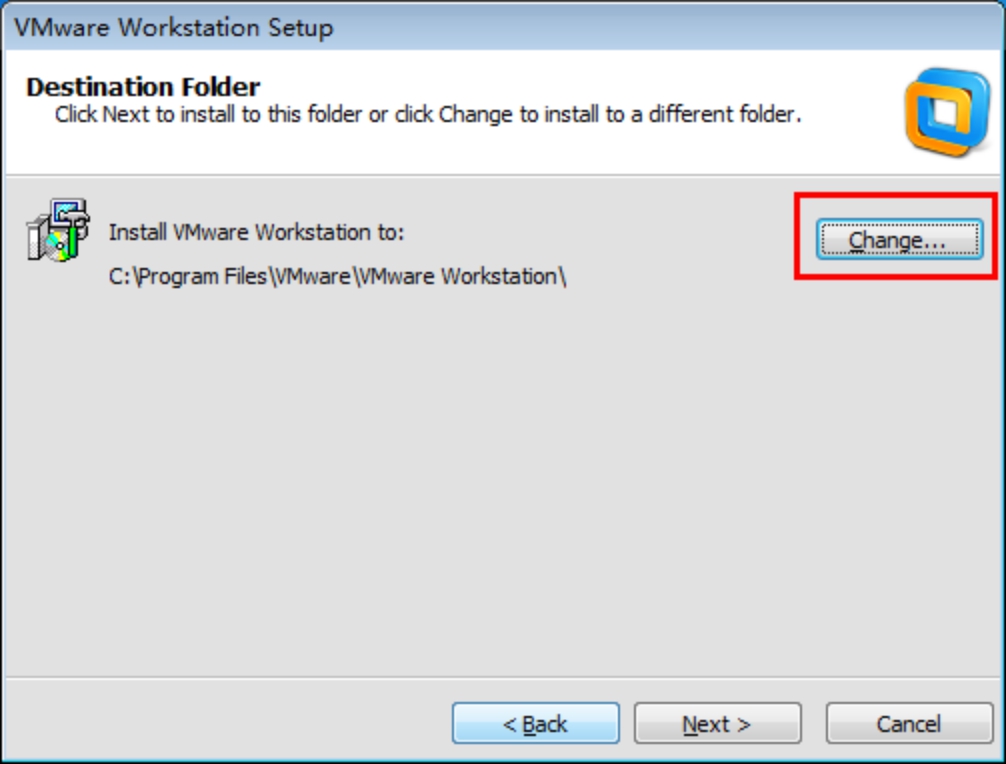 VMware Workstation Setup
Destination Folder
Click Next to install to this folder or click Change to install to a different folder.
Install VMware Workstation to:
Change...
C:\Program Files\VMware\VMware Workstation\
< Back
Next >
Cancel